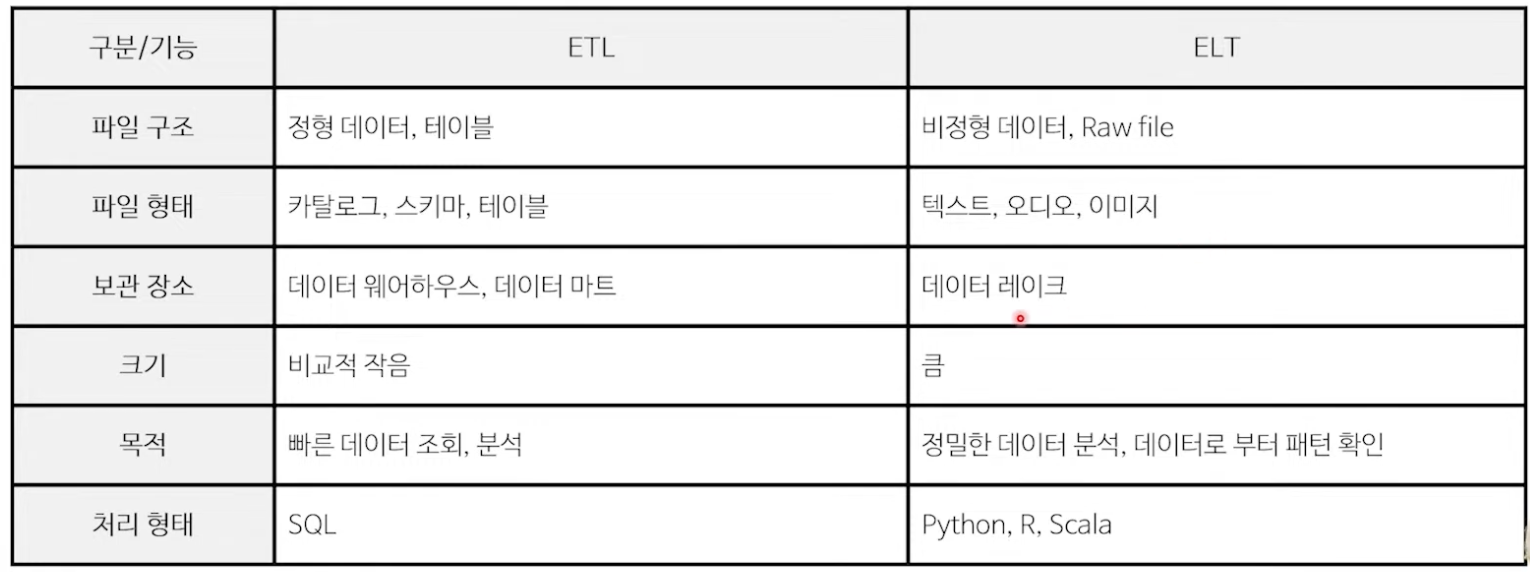 구분/기능 ETL ELT
파일 구조 정형 데이터, 테이블 비정형 데이터, Raw file
파일 형태 카탈로그, 스키마, 테이블 텍스트, 오디오, 이미지
보관 장소 데이터 웨어하우스, 데이터 마트 데이터 레이크
크기 비교적 작음 큼
목적 빠른 데이터 조회, 분석 정밀한 데이터 분석, 데이터로 부터 패턴 확인
처리 형태 SQL Python, R, Scala